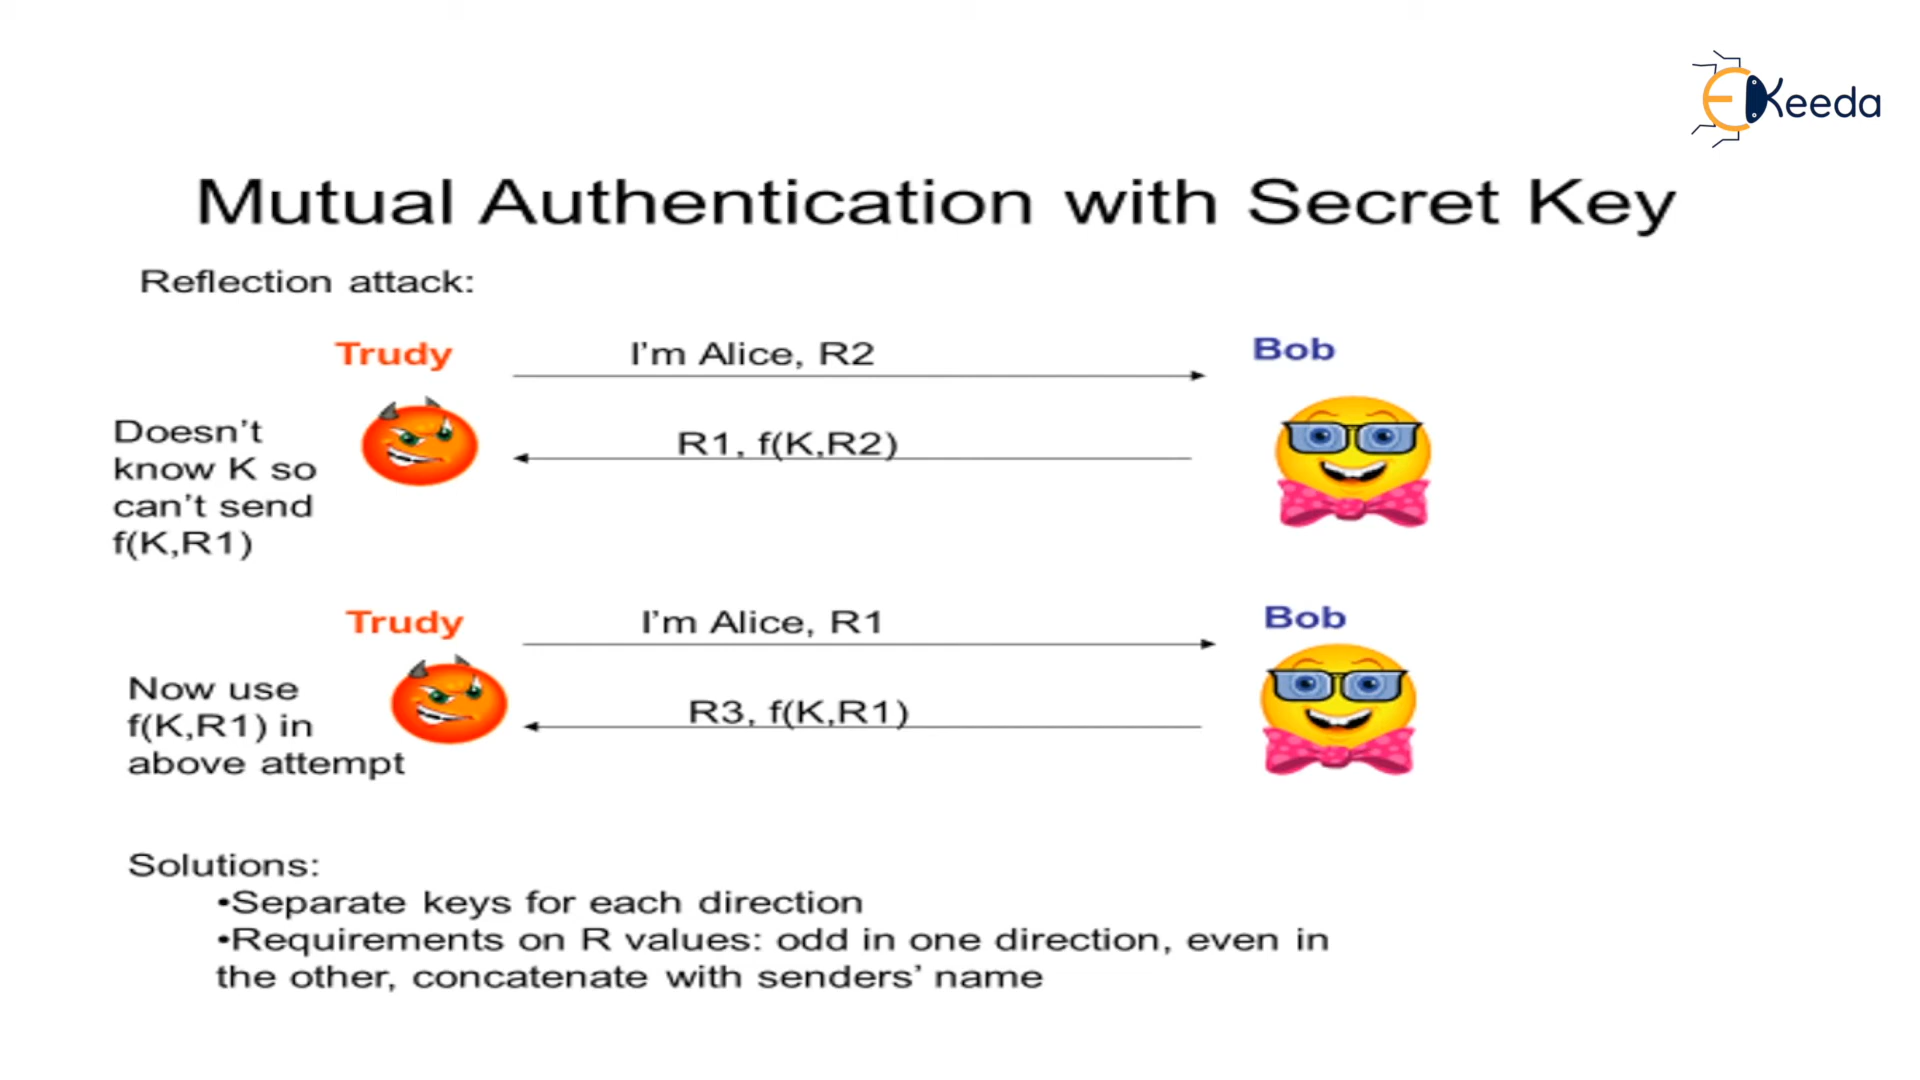 EKeeda
Mutual Authentication with Secret Key
Reflection attack:
Trudy
I'm Alice, R2
Bob
Doesn't
know K so
can't send
f(K,R1)
R1, f(K,R2)
Trudy
I'm Alice, R1
Bob
Now use
f(K,R1) in
above attempt
R3, f(K,R1)
Solutions:
•Separate keys for each direction
•Requirements on R values: odd in one direction, even in
the other, concatenate with senders' name